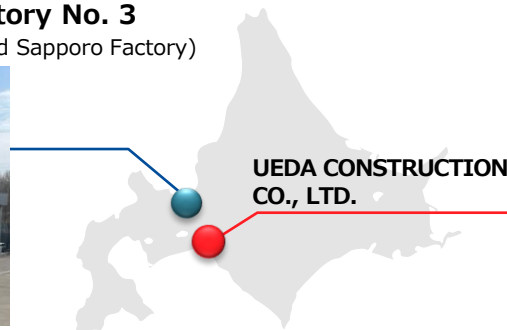 tory No. 3
d Sapporo Factory)
UEDA CONSTRUCTION
CO., LTD.